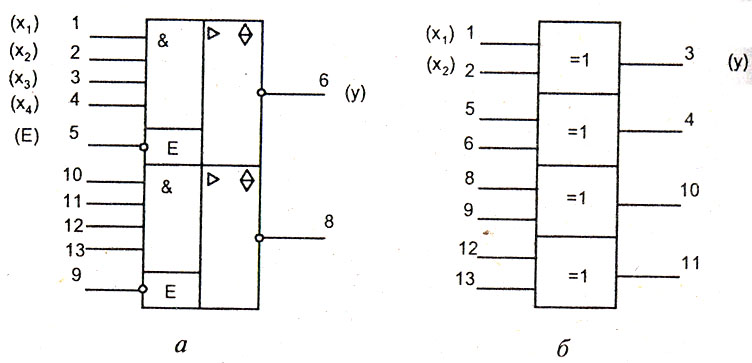 (x1) 1
(x2) 2
(x3) 3
(x4) 4
(E) 5
&
E
6 (y)
10
11
12
13
9
&
E
8
а
(x1) 1
(x2) 2
=1
3 (y)
5
6
=1
4
8
9
=1
10
12
13
=1
11
б